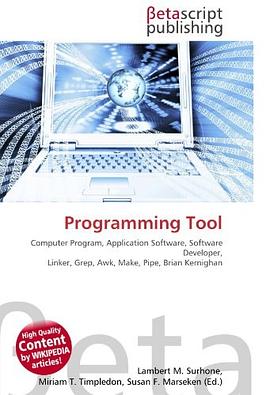 βetascript
publishing
Programming Tool
Computer Program, Application Software, Software
Developer,
Linker, Grep, Awk, Make, Pipe, Brian Kernighan
High Quality
Content
by WIKIPEDIA
articles!
βeta
Lambert M. Surhone,
Miriam T. Timpledon, Susan F. Marseken (Ed.)